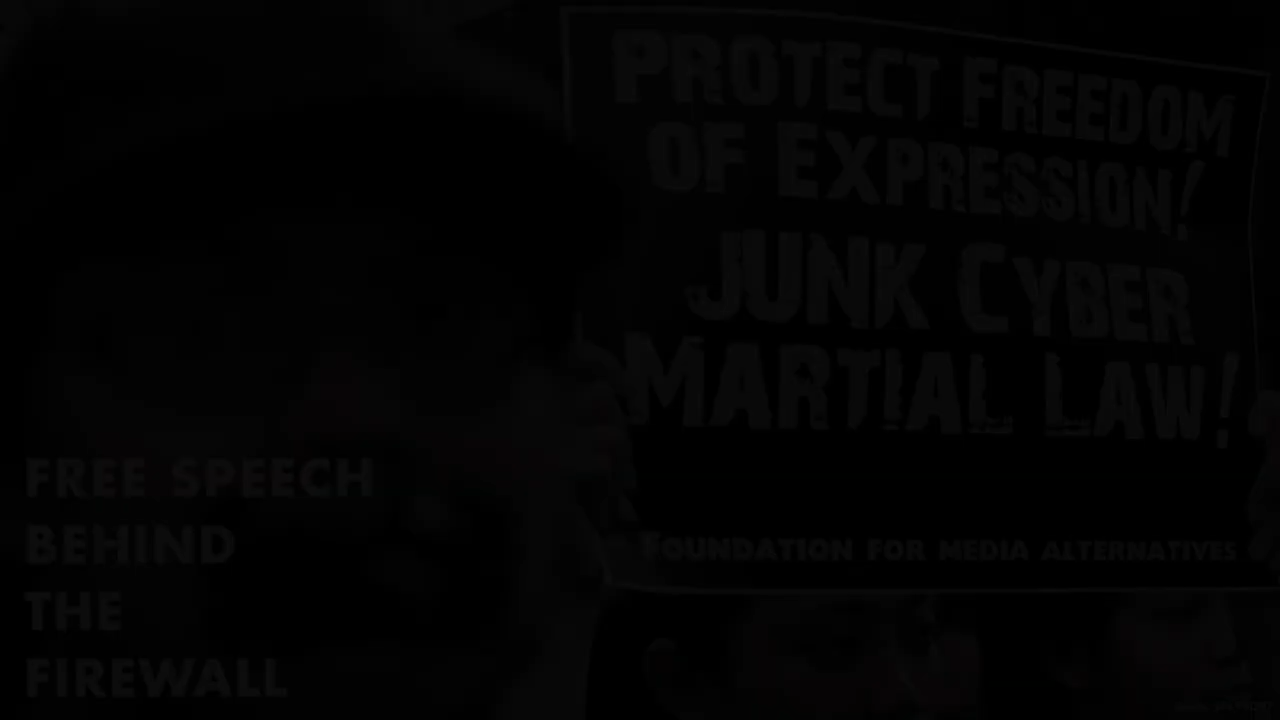 PROTECT FREEDOM
OF EXPRESSION!
JUNK CYBER
MARTIAL LAW!
FOUNDATION FOR MEDIA ALTERNATIVES
FREE SPEECH
BEHIND
THE
FIREWALL